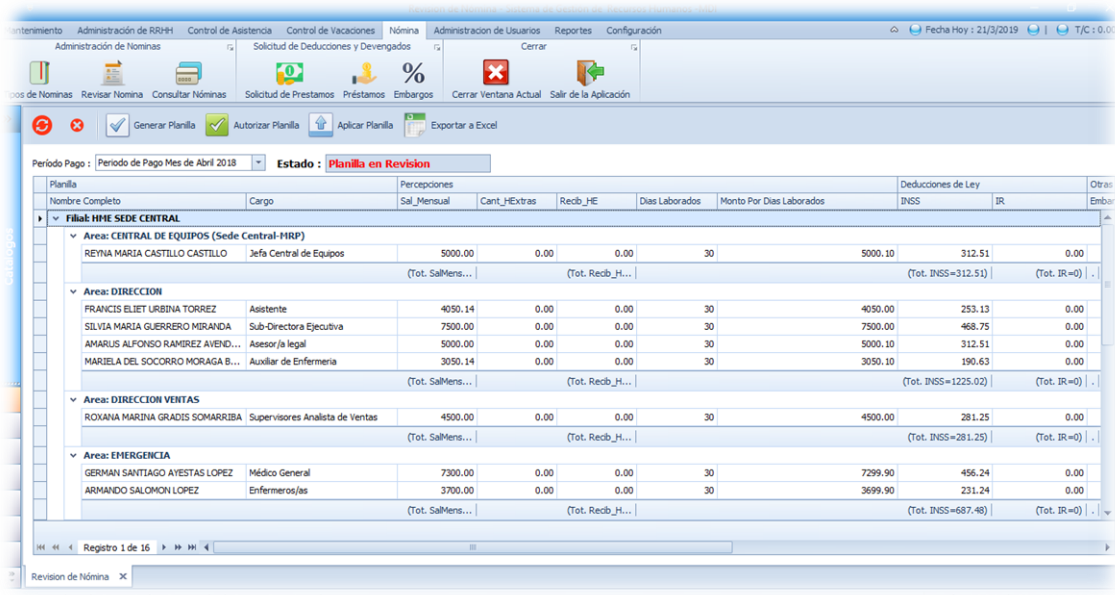 Revision de Nómina - Sistema de Gestión de Recursos Humanos
Mantenimiento Administración de RRHH Control de Asistencia Control de Vacaciones Nómina Administracion de Usuarios Reportes Configuración Fecha Hoy : 21/3/2019 | T/C : 0.00
Administración de Nominas Solicitud de Deducciones y Devengados Cerrar
pos de Nominas Revisar Nomina Consultar Nóminas Solicitud de Prestamos Préstamos Embargos Cerrar Ventana Actual Salir de la Aplicación
Generar Planilla Autorizar Planilla Aplicar Planilla Exportar a Excel
Período Pago : Periodo de Pago Mes de Abril 2018 Estado : Planilla en Revision
Planilla Percepciones Deducciones de Ley Otras
Nombre Completo Cargo Sal_Mensual Cant_HExtras Recib_HE Dias Laborados Monto Por Dias Laborados INSS IR Embar
Filial: HME SEDE CENTRAL
Area: CENTRAL DE EQUIPOS (Sede Central-MRP)
REYNA MARIA CASTILLO CASTILLO Jefa Central de Equipos 5000.00 0.00 0.00 30 5000.10 312.51 0.00
(Tot. SalMens... (Tot. Recib_H... (Tot. INSS=312.51) (Tot. IR=0) .
Area: DIRECCION
FRANCIS ELIET URBINA TORREZ Asistente 4050.14 0.00 0.00 30 4050.00 253.13 0.00
SILVIA MARIA GUERRERO MIRANDA Sub-Directora Ejecutiva 7500.00 0.00 0.00 30 7500.00 468.75 0.00
AMARUS ALFONSO RAMIREZ AVEND... Asesor/a legal 5000.00 0.00 0.00 30 5000.10 312.51 0.00
MARIELA DEL SOCORRO MORAGA B... Auxiliar de Enfermeria 3050.14 0.00 0.00 30 3050.10 190.63 0.00
(Tot. SalMens... (Tot. Recib_H... (Tot. INSS=1225.02) (Tot. IR=0) .
Area: DIRECCION VENTAS
ROXANA MARINA GRADIS SOMARRIBA Supervisores Analista de Ventas 4500.00 0.00 0.00 30 4500.00 281.25 0.00
(Tot. SalMens... (Tot. Recib_H... (Tot. INSS=281.25) (Tot. IR=0) .
Area: EMERGENCIA
GERMAN SANTIAGO AYESTAS LOPEZ Médico General 7300.00 0.00 0.00 30 7299.90 456.24 0.00
ARMANDO SALOMON LOPEZ Enfermeros/as 3700.00 0.00 0.00 30 3699.90 231.24 0.00
(Tot. SalMens... (Tot. Recib_H... (Tot. INSS=687.48) (Tot. IR=0) .
Registro 1 de 16
Revision de Nómina
Catalogos